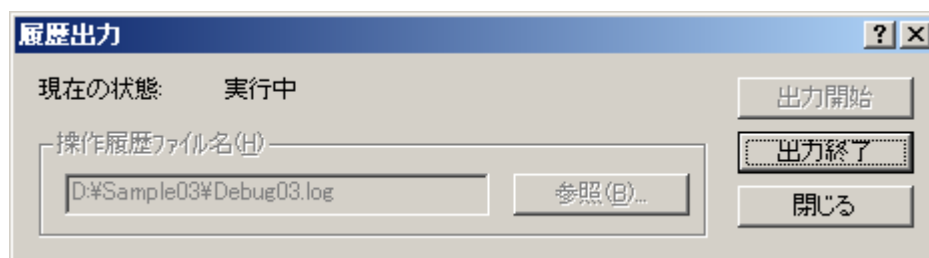 履歴出力
現在の状態: 実行中
出力開始
操作履歴ファイル名(H)
出力終了
D:¥Sample03¥Debug03.log
参照(B)...
閉じる